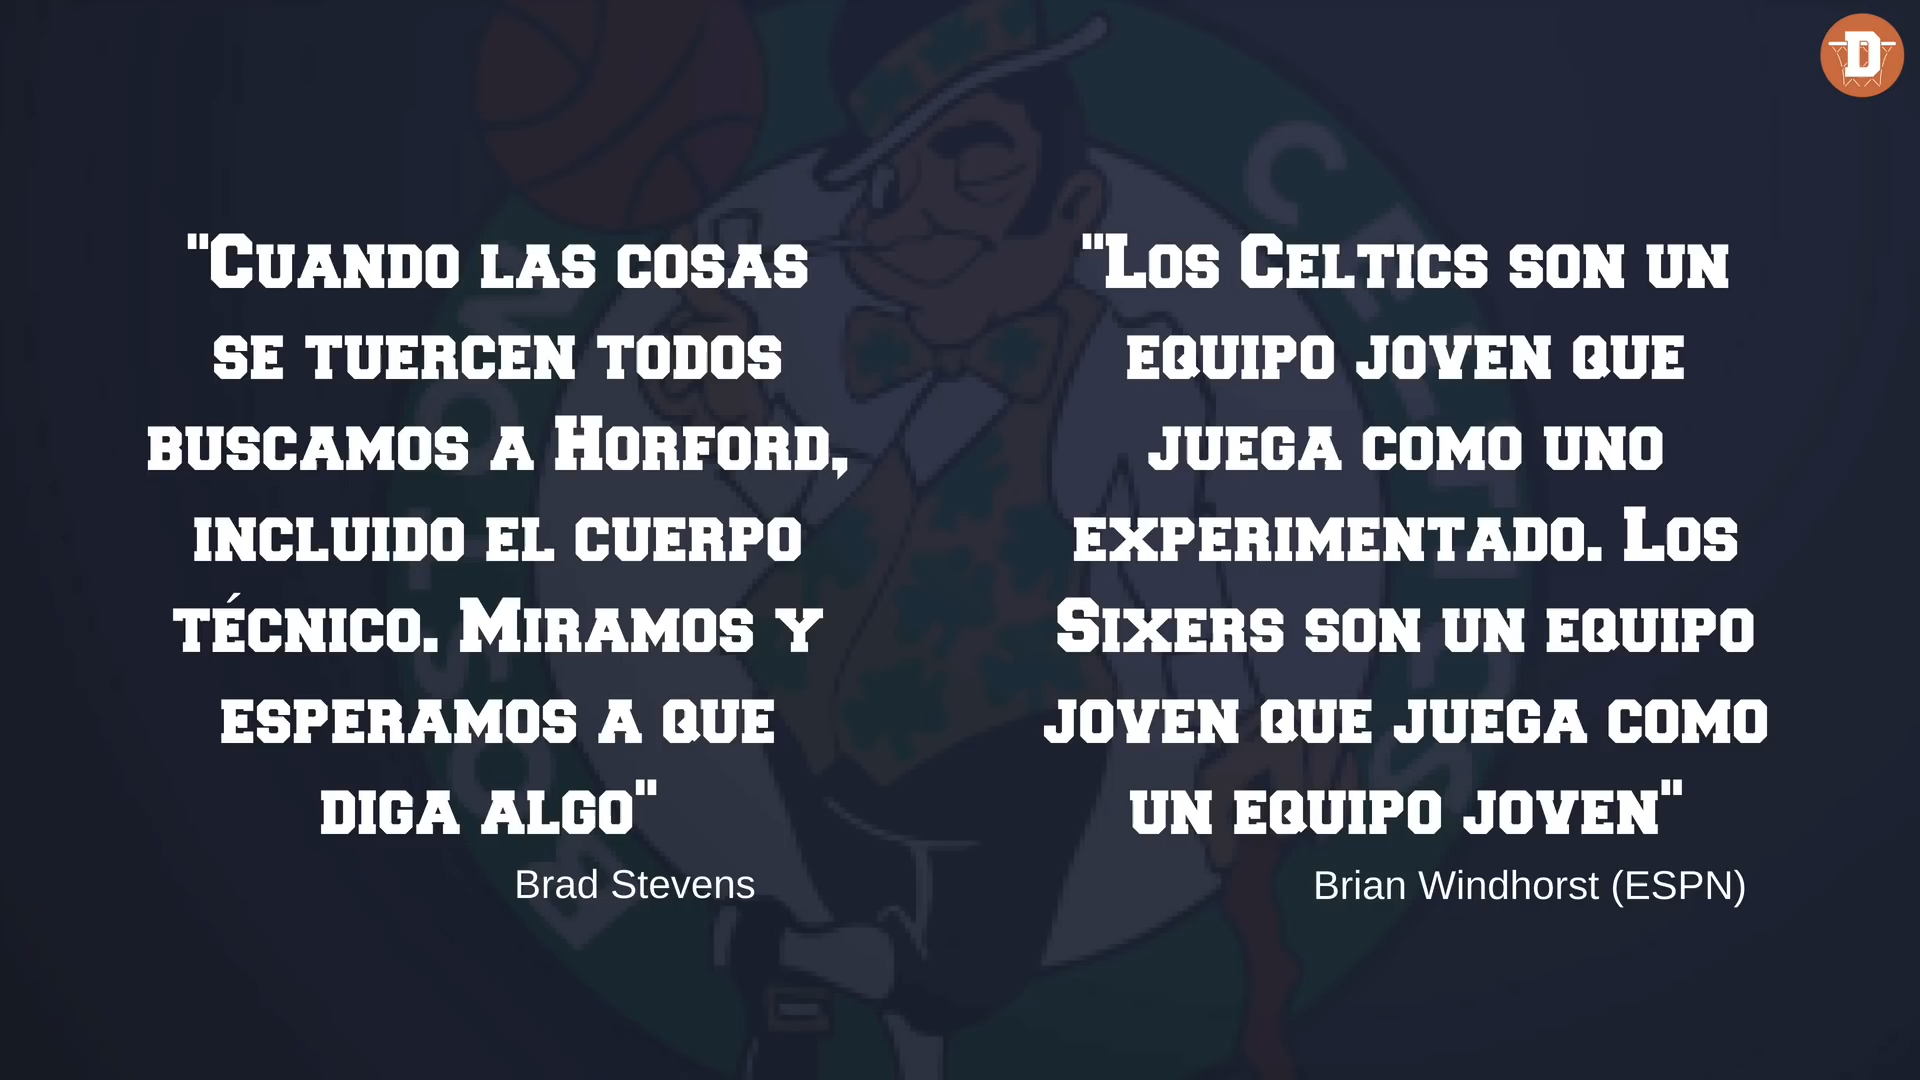 "Cuando las cosas
se tuercen todos
buscamos a Horford,
incluido el cuerpo
técnico. Miramos y
esperamos a que
diga algo"
Brad Stevens
"Los Celtics son un
equipo joven que
juega como uno
experimentado. Los
Sixers son un equipo
joven que juega como
un equipo joven"
Brian Windhorst (ESPN)
D
BOSTON
CELTICS